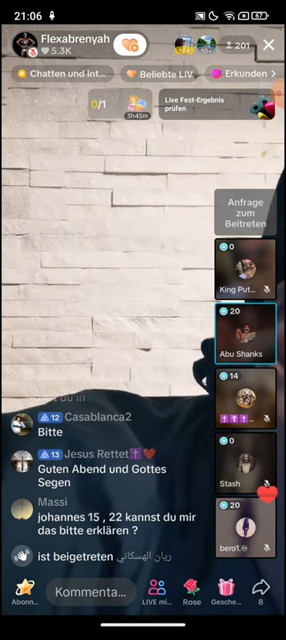 21:06
67
Flexabrenyah
5.3K
10+
201
Chatten und Int...
Beliebte LIV
Erkunden
0/1
3h45m
Live Fest-Ergebnis
prüfen
Anfrage
zum
Beitreten
0
King Put...
20
Abu Shanks
14
0
Stash
20
bero1.
12 Casablanca2
Bitte
13 Jesus Rettet
Guten Abend und Gottes
Segen
Massi
johannes 15 , 22 kannst du mir
das bitte erklären ?
ريان الهسكاني ist beigetreten
Kommenta...
Abonn...
LIVE mi...
Rose
Gesche...
8